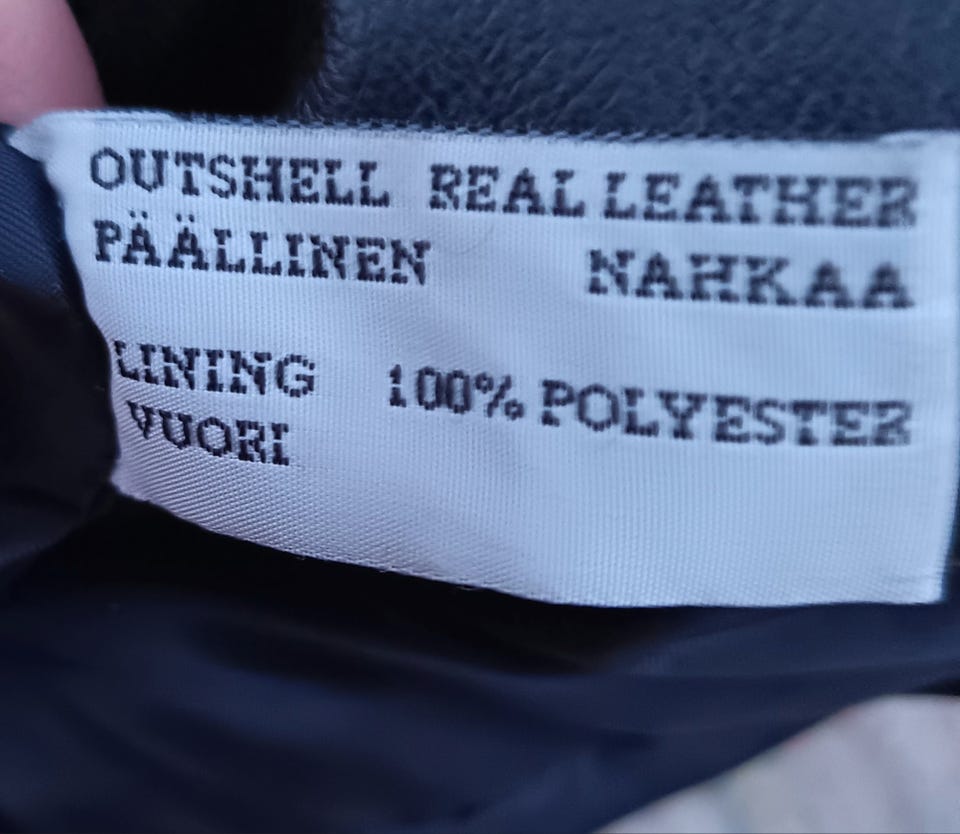 OUTSHELL REAL LEATHER
PÄÄLLINEN NAHKAA
LINING 100% POLYESTER
VUORI